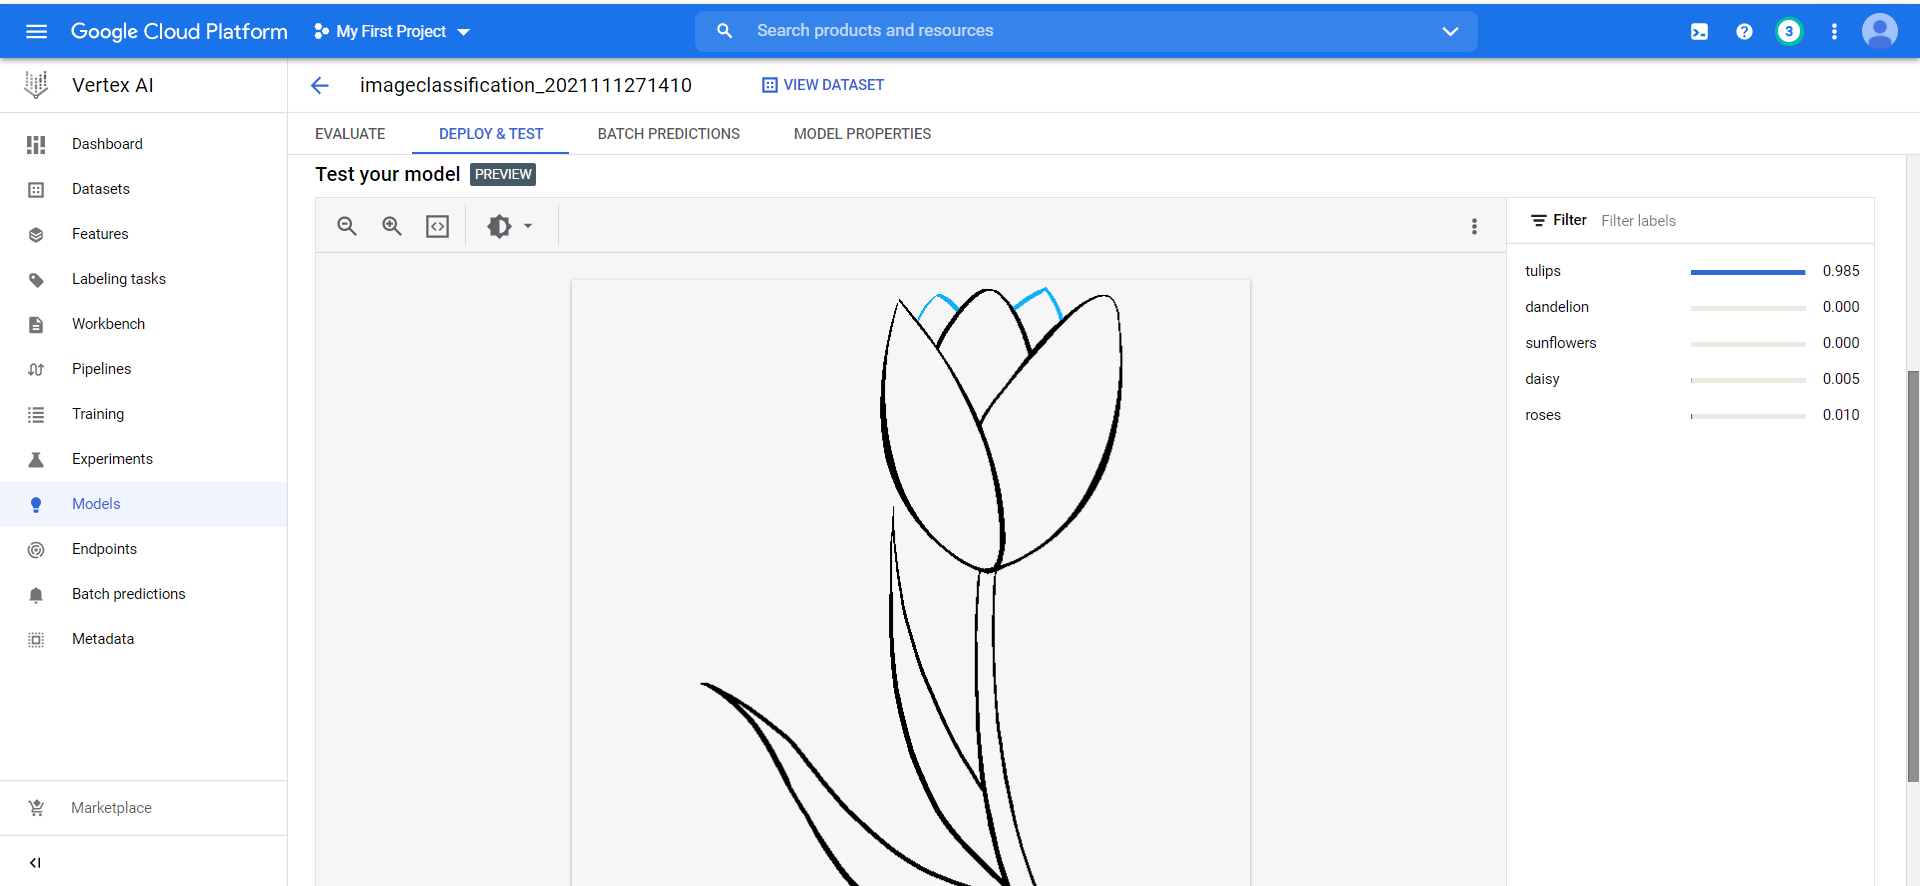 Google Cloud Platform
My First Project
Search products and resources
3
Vertex AI
imageclassification_2021111271410
VIEW DATASET
EVALUATE
DEPLOY & TEST
BATCH PREDICTIONS
MODEL PROPERTIES
Dashboard
Datasets
Features
Labeling tasks
Workbench
Pipelines
Training
Experiments
Models
Endpoints
Batch predictions
Metadata
Marketplace
Test your model
PREVIEW
Filter
Filter labels
tulips 0.985
dandelion 0.000
sunflowers 0.000
daisy 0.005
roses 0.010